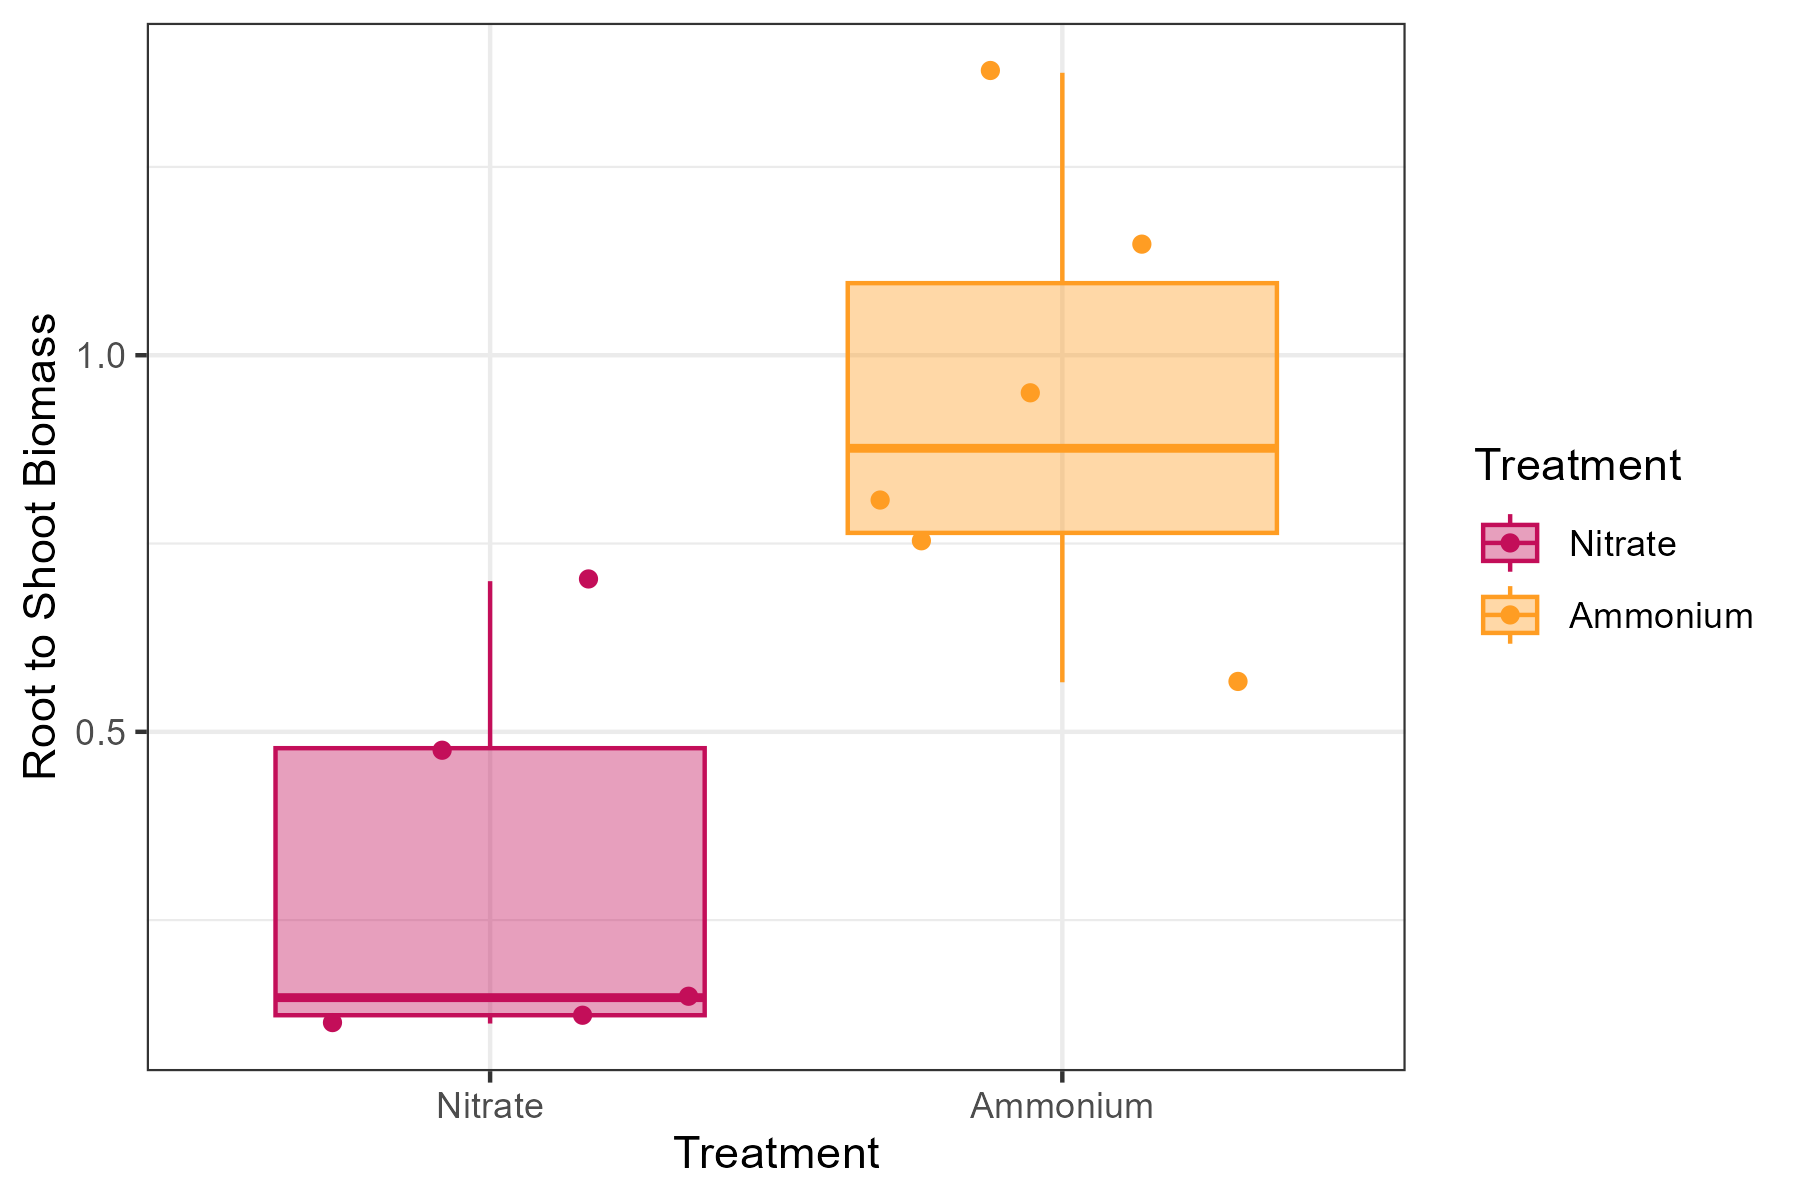 Root to Shoot Biomass
1.0
0.5
Nitrate
Ammonium
Treatment
Treatment
Nitrate
Ammonium